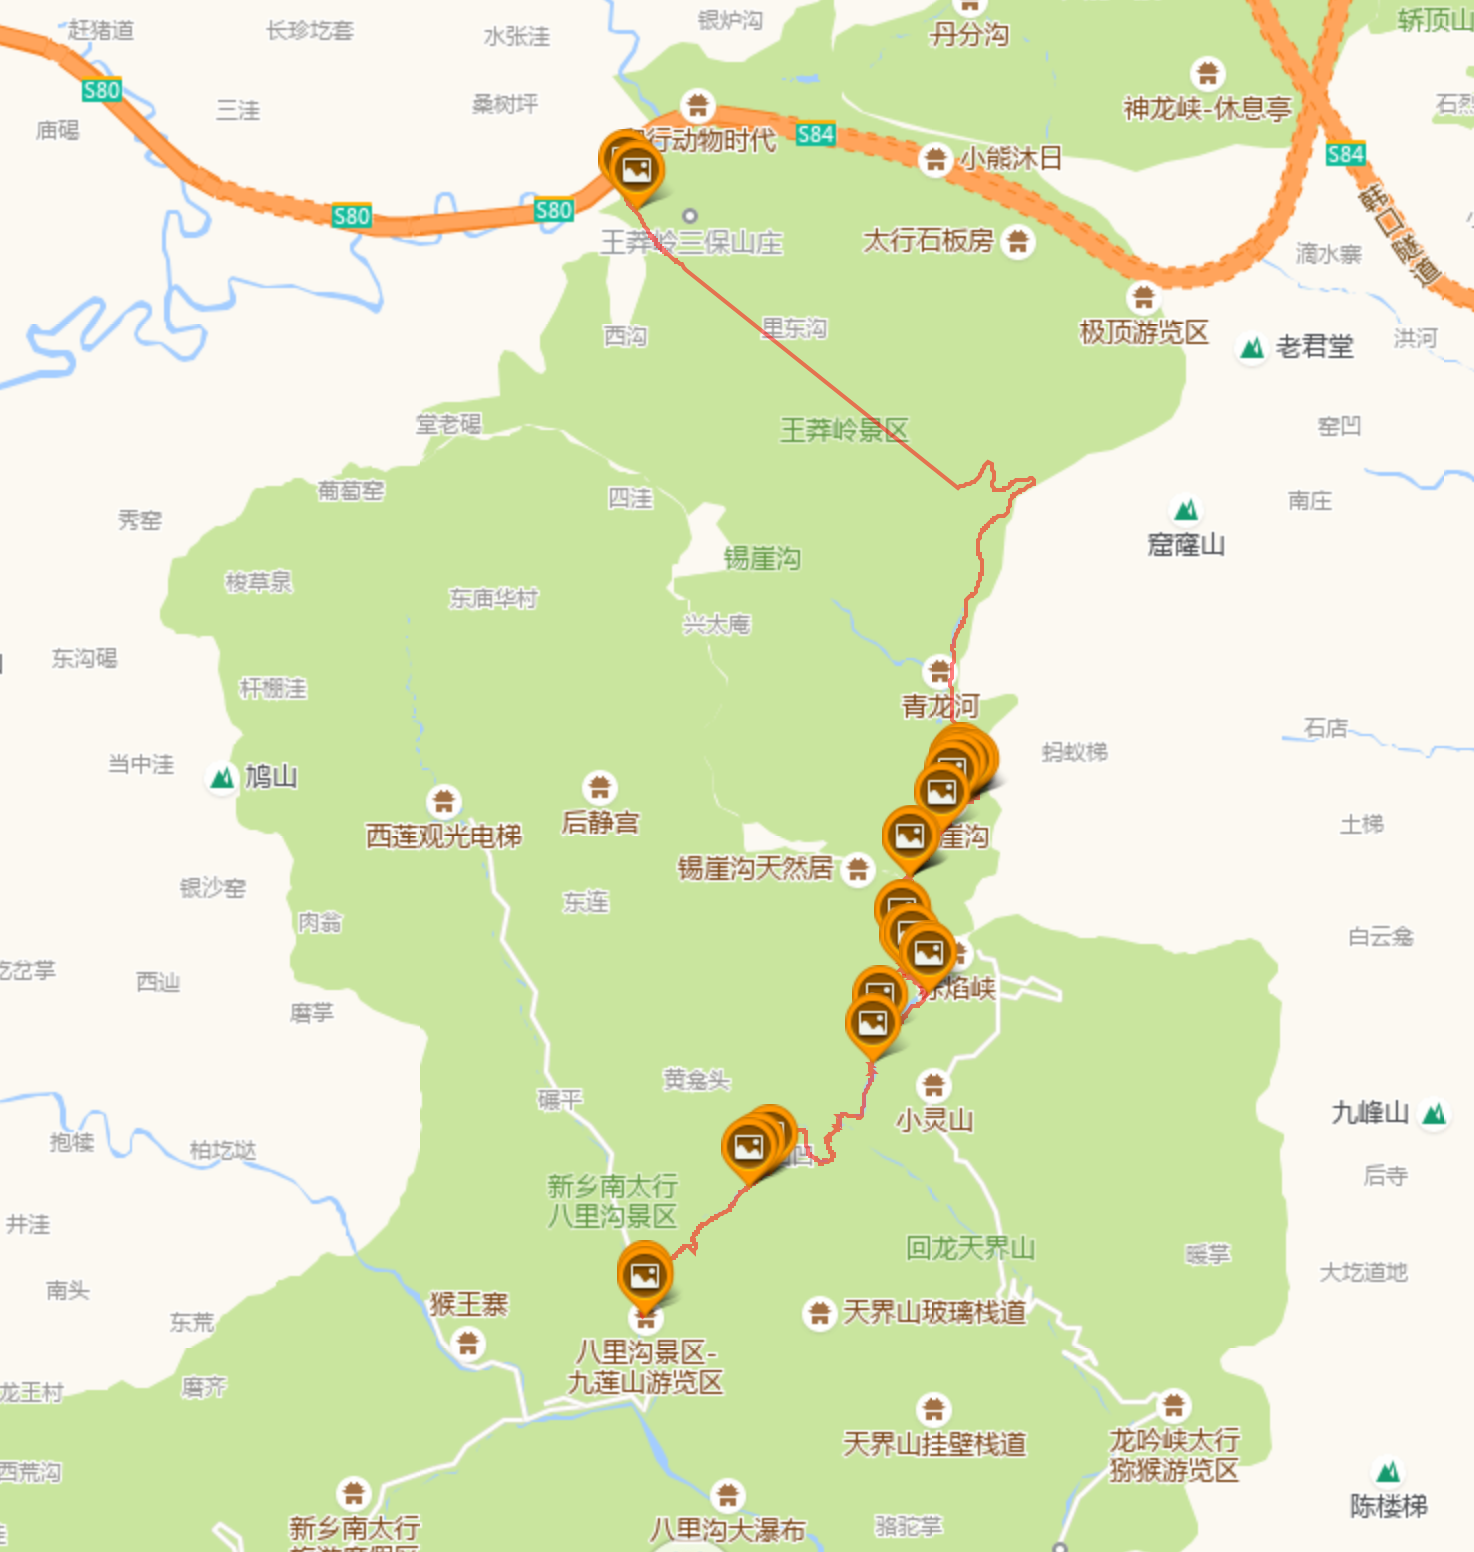 赶猪道
长珍圪套
水张洼
银炉沟
丹分沟
轿顶山
S80
三洼
桑树坪
神龙峡-休息亭
庙碣
行动物时代
S84
小熊沐日
S84
韩口隧道
S80
S80
王莽岭三保山庄
太行石板房
滴水寨
西沟
里东沟
极顶游览区
老君堂
洪河
堂老碣
王莽岭景区
窑凹
葡萄窑
四洼
南庄
秀窑
锡崖沟
窟窿山
梭草泉
东庙华村
兴太庵
东沟碣
杆棚洼
青龙河
石店
当中洼
鸠山
蚂蚁梯
西莲观光电梯
后静宫
崖沟
土梯
锡崖沟天然居
银沙窑
东连
肉翁
白云龛
圪岔掌
西辿
焰峡
磨掌
黄龛头
碾平
小灵山
九峰山
抱犊
柏圪垯
凹
后寺
新乡南太行
八里沟景区
井洼
回龙天界山
暖掌
南头
大圪道地
东荒
猴王寨
天界山玻璃栈道
八里沟景区-
九莲山游览区
龙王村
磨齐
天界山挂壁栈道
龙吟峡太行
猕猴游览区
西荒沟
陈楼梯
新乡南太行
八里沟大瀑布
骆驼掌